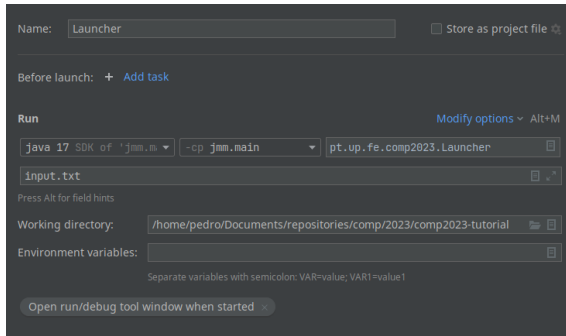 Name: Launcher Store as project file
Before launch: + Add task
Run Modify options Alt+M
java 17 SDK of 'jmm.m -cp jmm.main pt.up.fe.comp2023.Launcher
input.txt
Press Alt for field hints
Working directory: /home/pedro/Documents/repositories/comp/2023/comp2023-tutorial
Environment variables:
Separate variables with semicolon: VAR=value; VAR1=value1
Open run/debug tool window when started ×